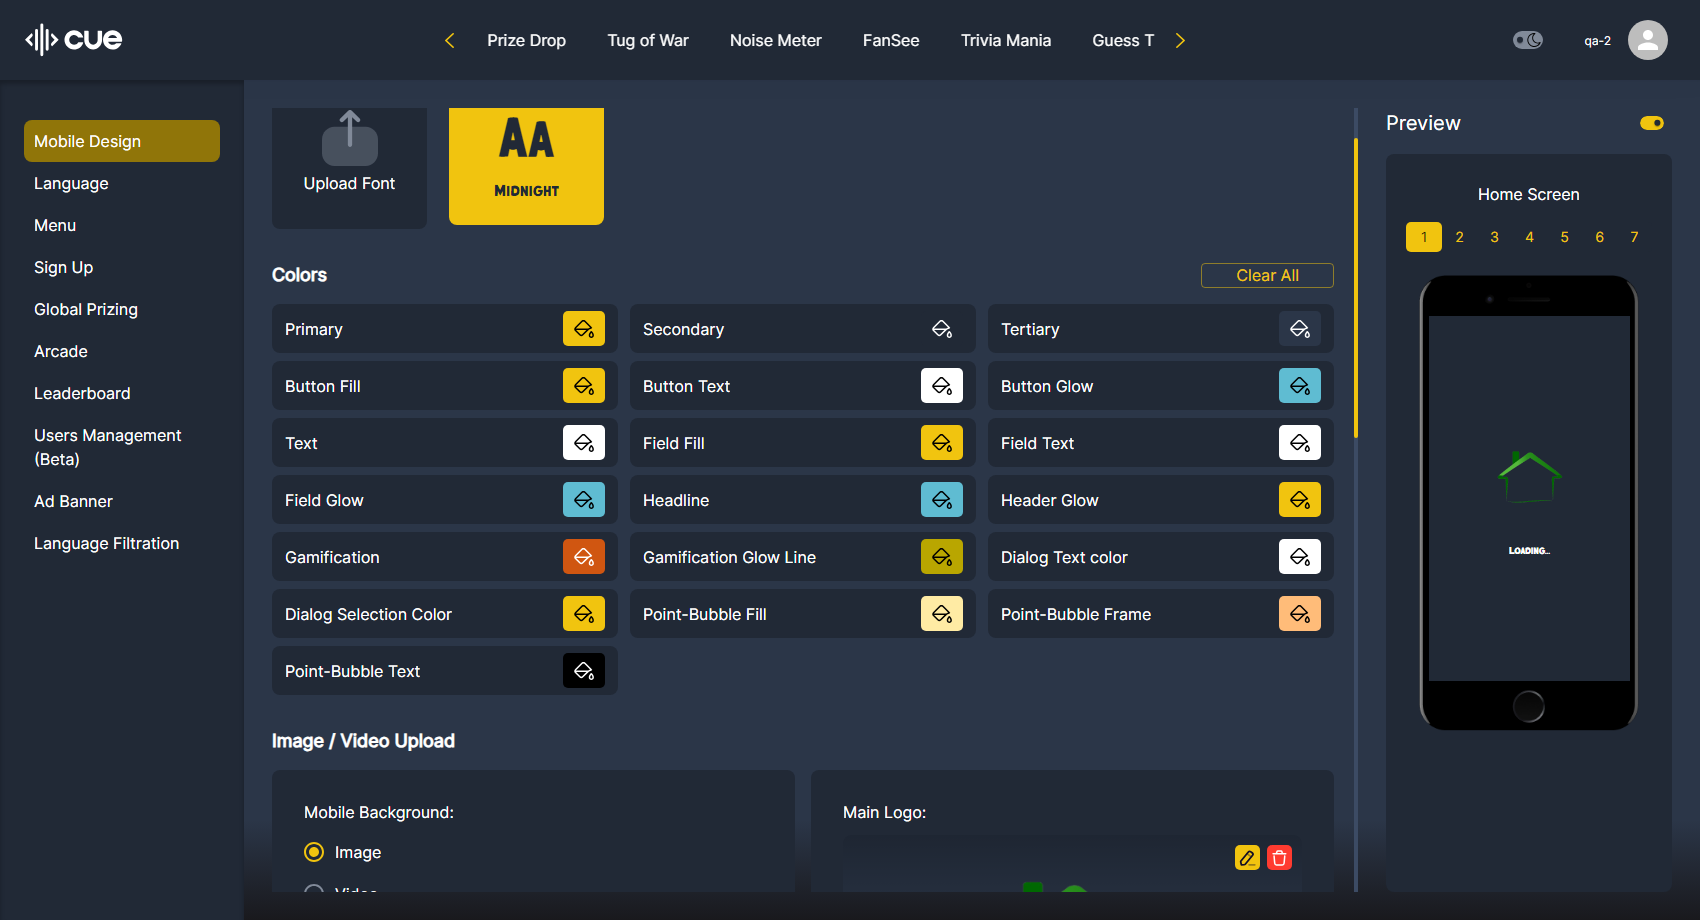 cue
Prize Drop
Tug of War
Noise Meter
FanSee
Trivia Mania
Guess T
qa-2
Mobile Design
Language
Menu
Sign Up
Global Prizing
Arcade
Leaderboard
Users Management
(Beta)
Ad Banner
Language Filtration
Upload Font
AA
MIDNIGHT
Colors
Clear All
Primary
Secondary
Tertiary
Button Fill
Button Text
Button Glow
Text
Field Fill
Field Text
Field Glow
Headline
Header Glow
Gamification
Gamification Glow Line
Dialog Text color
Dialog Selection Color
Point-Bubble Fill
Point-Bubble Frame
Point-Bubble Text
Image / Video Upload
Mobile Background:
Image
Video
Main Logo:
Preview
Home Screen
1 2 3 4 5 6 7
LOADING...